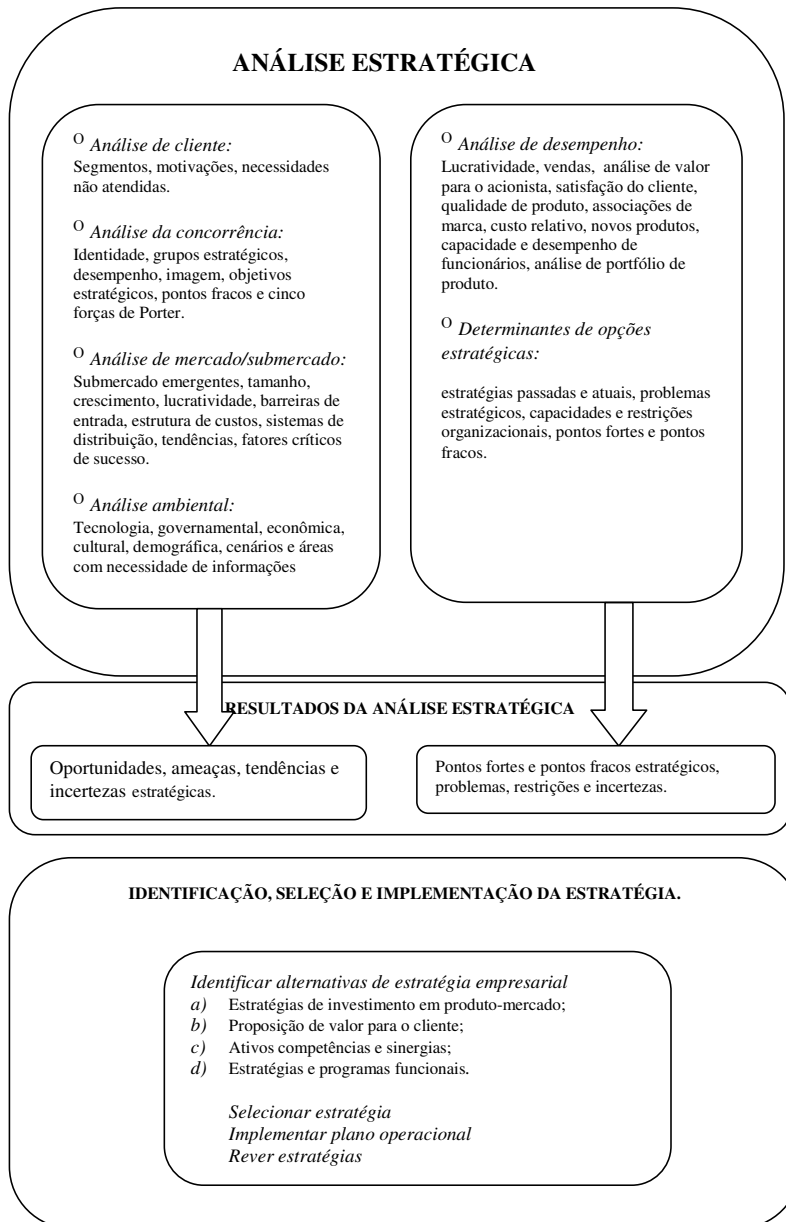 ANÁLISE ESTRATÉGICA
O Análise de cliente:
Segmentos, motivações, necessidades
não atendidas.
O Análise da concorrência:
Identidade, grupos estratégicos,
desempenho, imagem, objetivos
estratégicos, pontos fracos e cinco
forças de Porter.
O Análise de mercado/submercado:
Submercado emergentes, tamanho,
crescimento, lucratividade, barreiras de
entrada, estrutura de custos, sistemas de
distribuição, tendências, fatores críticos
de sucesso.
O Análise ambiental:
Tecnologia, governamental, econômica,
cultural, demográfica, cenários e áreas
com necessidade de informações
O Análise de desempenho:
Lucratividade, vendas, análise de valor
para o acionista, satisfação do cliente,
qualidade de produto, associações de
marca, custo relativo, novos produtos,
capacidade e desempenho de
funcionários, análise de portfólio de
produto.
O Determinantes de opções
estratégicas:
estratégias passadas e atuais, problemas
estratégicos, capacidades e restrições
organizacionais, pontos fortes e pontos
fracos.
RESULTADOS DA ANÁLISE ESTRATÉGICA
Oportunidades, ameaças, tendências e
incertezas estratégicas.
Pontos fortes e pontos fracos estratégicos,
problemas, restrições e incertezas.
IDENTIFICAÇÃO, SELEÇÃO E IMPLEMENTAÇÃO DA ESTRATÉGIA.
Identificar alternativas de estratégia empresarial
a) Estratégias de investimento em produto-mercado;
b) Proposição de valor para o cliente;
c) Ativos competências e sinergias;
d) Estratégias e programas funcionais.
Selecionar estratégia
Implementar plano operacional
Rever estratégias